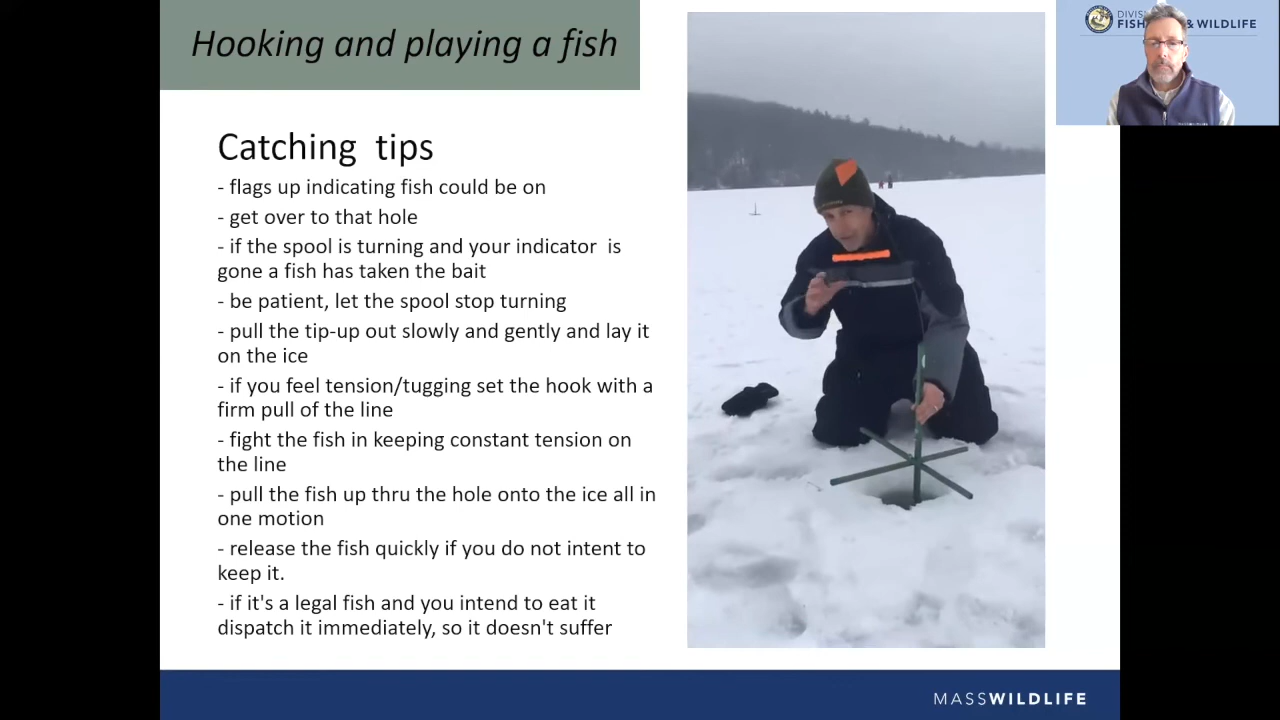 Hooking and playing a fish
DIVIS
FISH & WILDLIFE
Catching tips
- flags up indicating fish could be on
- get over to that hole
- if the spool is turning and your indicator is
gone a fish has taken the bait
- be patient, let the spool stop turning
- pull the tip-up out slowly and gently and lay it
on the ice
- if you feel tension/tugging set the hook with a
firm pull of the line
- fight the fish in keeping constant tension on
the line
- pull the fish up thru the hole onto the ice all in
one motion
- release the fish quickly if you do not intent to
keep it.
- if it's a legal fish and you intend to eat it
dispatch it immediately, so it doesn't suffer
MASSWILDLIFE